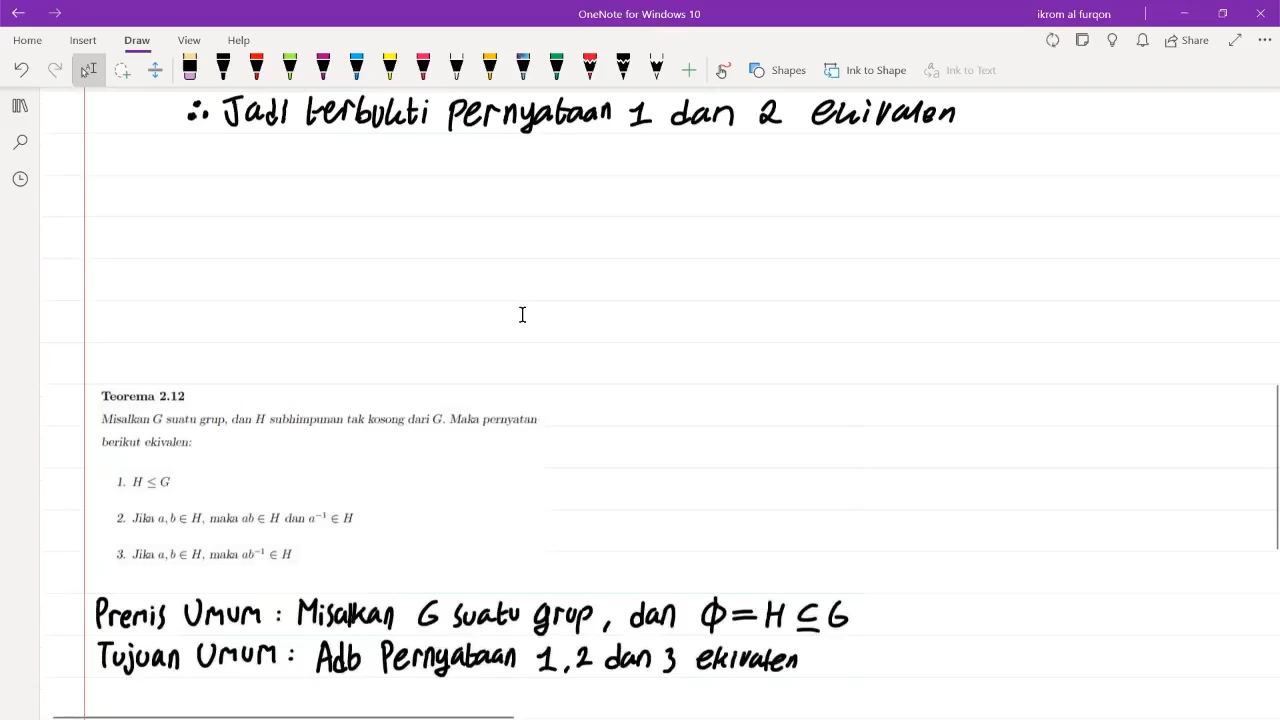 OneNote for Windows 10
ikrom al furqon
Home Insert Draw View Help
Share
Shapes Ink to Shape Ink to Text
∴ Jadi terbukti pernyataan 1 dan 2 ekivalen
Teorema 2.12
Misalkan G suatu grup, dan H subhimpunan tak kosong dari G. Maka pernyatan
berikut ekivalen:
1. H ≤ G
2. Jika a, b ∈ H, maka ab ∈ H dan a⁻¹ ∈ H
3. Jika a, b ∈ H, maka ab⁻¹ ∈ H
Premis Umum : Misalkan G suatu grup, dan ϕ = H ⊆ G
Tujuan Umum : Adb Pernyataan 1, 2 dan 3 ekivalen